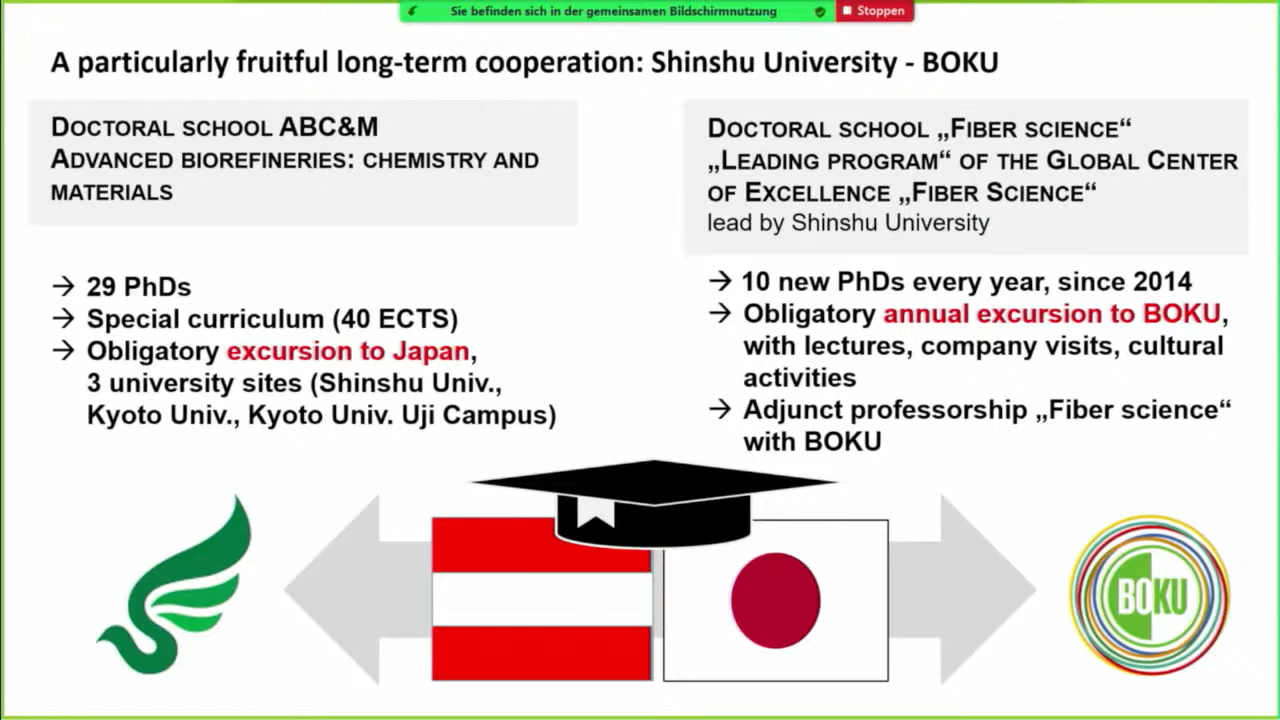 Sie befinden sich in der gemeinsamen Bildschirmnutzung
Stoppen
A particularly fruitful long-term cooperation: Shinshu University - BOKU
DOCTORAL SCHOOL ABC&M
ADVANCED BIOREFINERIES: CHEMISTRY AND
MATERIALS
→ 29 PhDs
→ Special curriculum (40 ECTS)
→ Obligatory excursion to Japan,
3 university sites (Shinshu Univ.,
Kyoto Univ., Kyoto Univ. Uji Campus)
DOCTORAL SCHOOL „FIBER SCIENCE“
„LEADING PROGRAM“ OF THE GLOBAL CENTER
OF EXCELLENCE „FIBER SCIENCE“
lead by Shinshu University
→ 10 new PhDs every year, since 2014
→ Obligatory annual excursion to BOKU,
with lectures, company visits, cultural
activities
→ Adjunct professorship „Fiber science“
with BOKU
BOKU